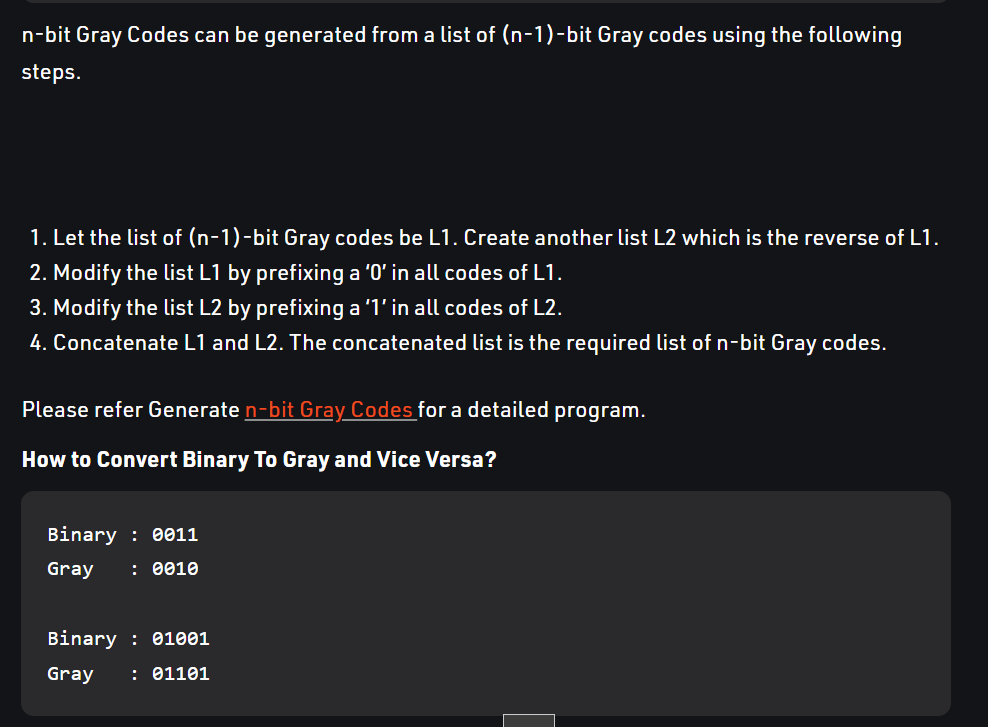 n-bit Gray Codes can be generated from a list of (n-1)-bit Gray codes using the following
steps.
1. Let the list of (n-1)-bit Gray codes be L1. Create another list L2 which is the reverse of L1.
2. Modify the list L1 by prefixing a ‘0’ in all codes of L1.
3. Modify the list L2 by prefixing a ‘1’ in all codes of L2.
4. Concatenate L1 and L2. The concatenated list is the required list of n-bit Gray codes.
Please refer Generate n-bit Gray Codes for a detailed program.
How to Convert Binary To Gray and Vice Versa?
Binary : 0011
Gray   : 0010
Binary : 01001
Gray   : 01101